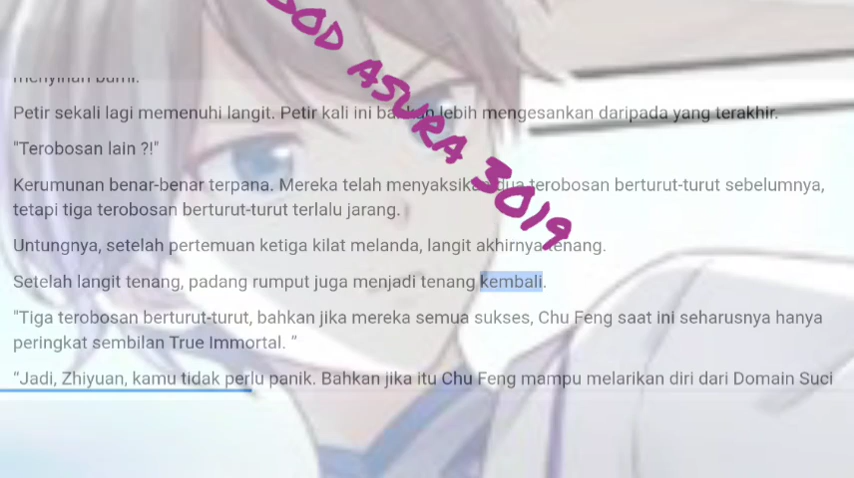 OOD ASURA 3019
bumi.
Petir sekali lagi memenuhi langit. Petir kali ini bahkan lebih mengesankan daripada yang terakhir.
"Terobosan lain ?!"
Kerumunan benar-benar terpana. Mereka telah menyaksikan dua terobosan berturut-turut sebelumnya,
tetapi tiga terobosan berturut-turut terlalu jarang.
Untungnya, setelah pertemuan ketiga kilat melanda, langit akhirnya tenang.
Setelah langit tenang, padang rumput juga menjadi tenang kembali.
"Tiga terobosan berturut-turut, bahkan jika mereka semua sukses, Chu Feng saat ini seharusnya hanya
peringkat sembilan True Immortal. ”
"Jadi, Zhiyuan, kamu tidak perlu panik. Bahkan jika itu Chu Feng mampu melarikan diri dari Domain Suci